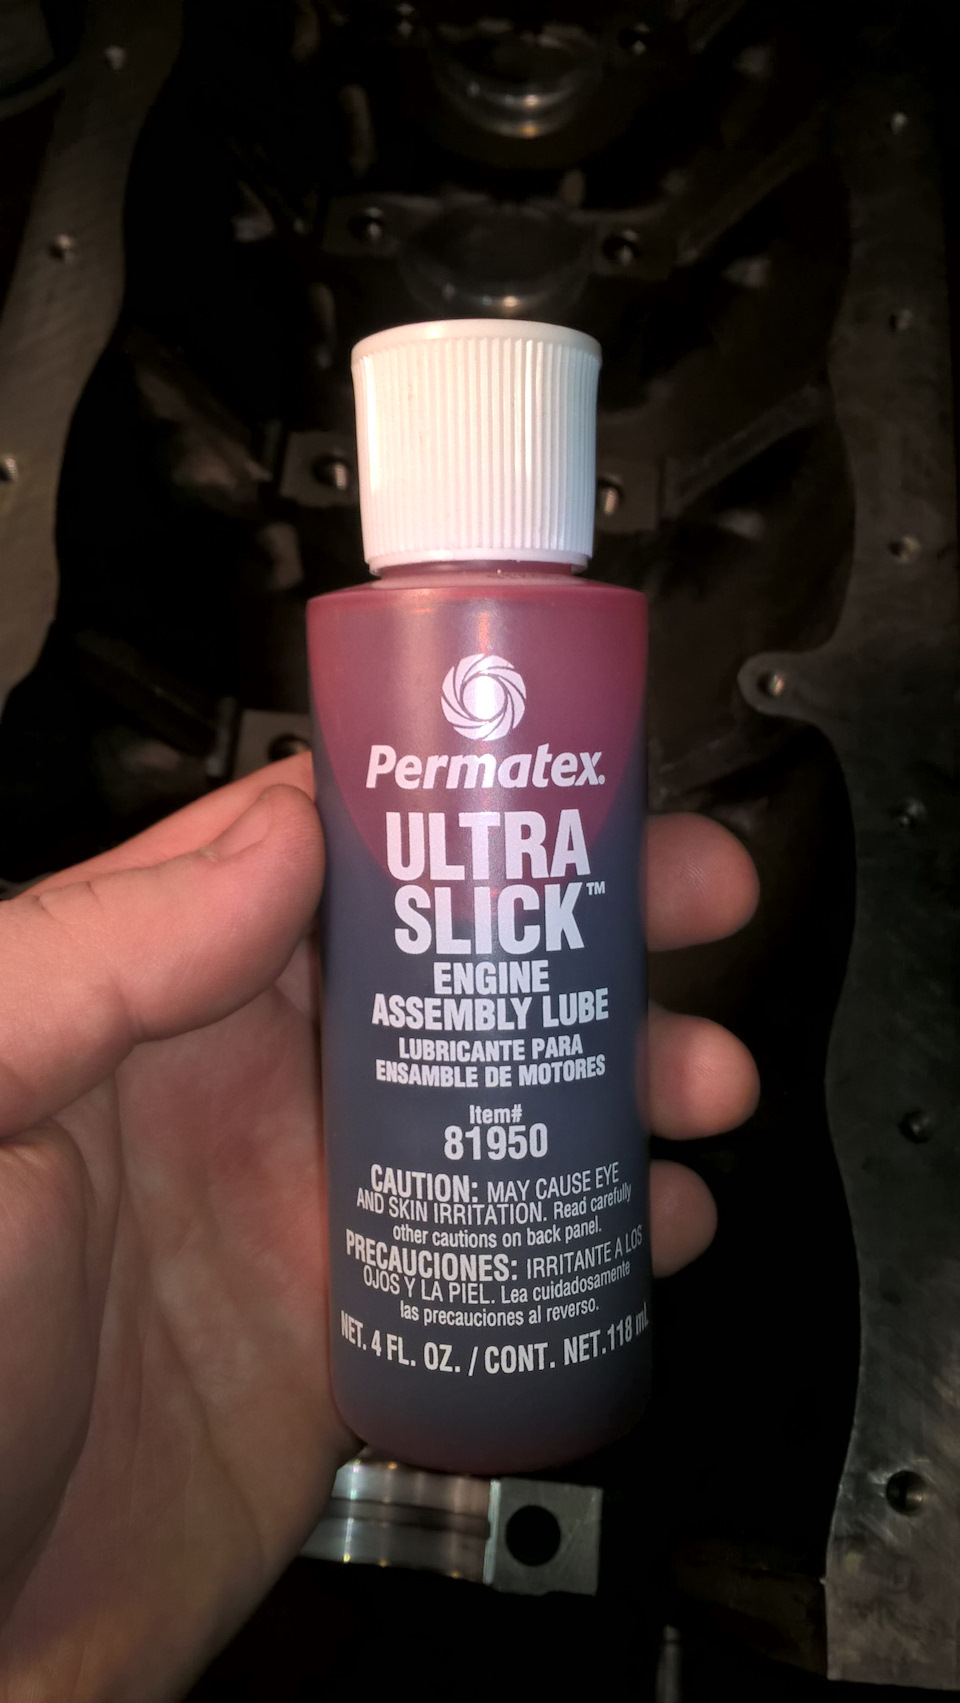 Permatex.
ULTRA
SLICK™
ENGINE
ASSEMBLY LUBE
LUBRICANTE PARA
ENSAMBLE DE MOTORES
Item#
81950
CAUTION: MAY CAUSE EYE
AND SKIN IRRITATION. Read carefully
other cautions on back panel.
PRECAUCIONES: IRRITANTE A LOS
OJOS Y LA PIEL. Lea cuidadosamente
las precauciones al reverso.
NET. 4 FL. OZ. / CONT. NET. 118 mL